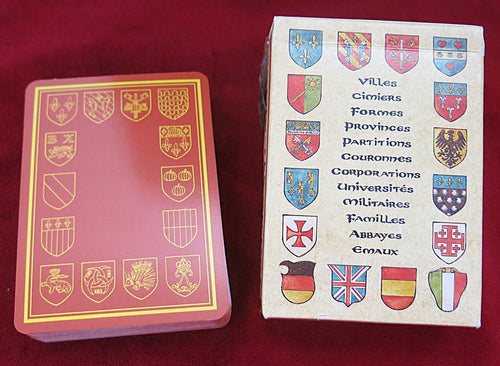 Villes
Cimiers
Formes
Provinces
Partitions
Couronnes
Corporations
Universités
Militaires
Familles
Abbayes
Emaux